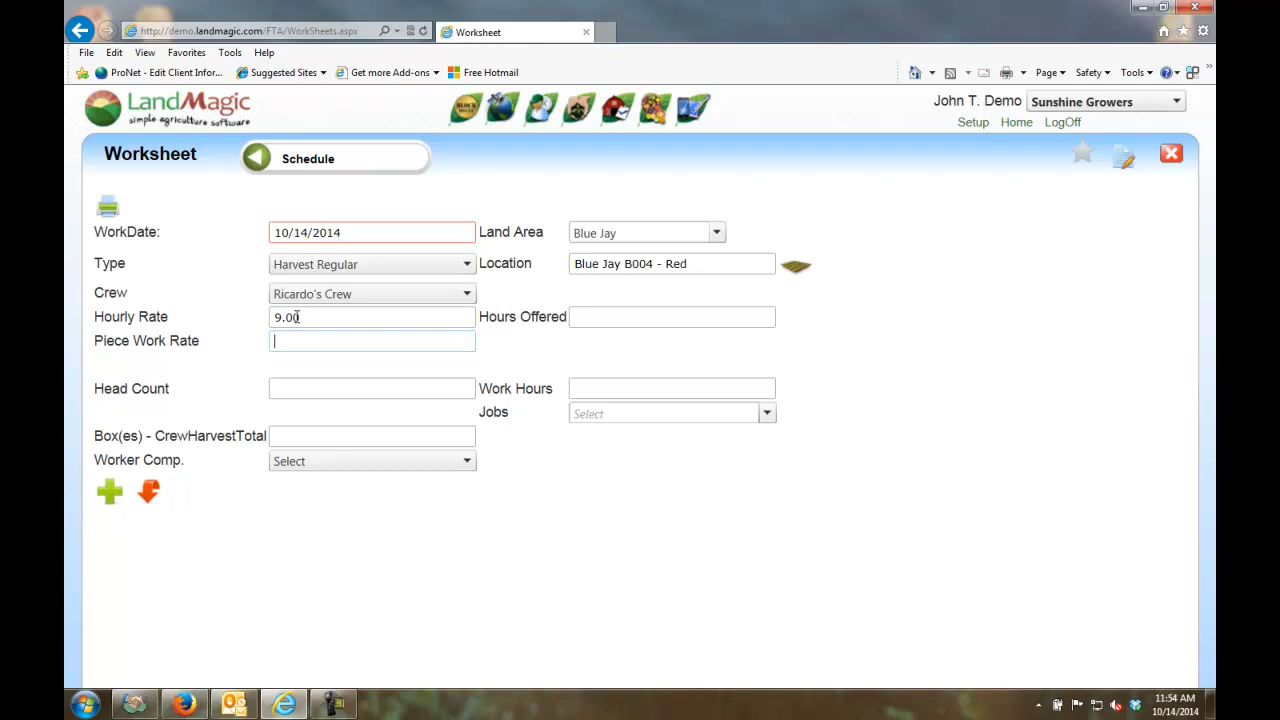 http://demo.landmagic.com/FTA/WorkSheets.aspx
Worksheet
File Edit View Favorites Tools Help
ProNet - Edit Client Infor... Suggested Sites Get more Add-ons Free Hotmail
Page Safety Tools
LandMagic
simple agriculture software
BLOCK
John T. Demo Sunshine Growers
Setup Home LogOff
Worksheet Schedule
WorkDate: 10/14/2014 Land Area Blue Jay
Type Harvest Regular Location Blue Jay B004 - Red
Crew Ricardo's Crew
Hourly Rate 9.00 Hours Offered
Piece Work Rate
Head Count Work Hours
Jobs Select
Box(es) - CrewHarvestTotal
Worker Comp. Select
11:54 AM
10/14/2014